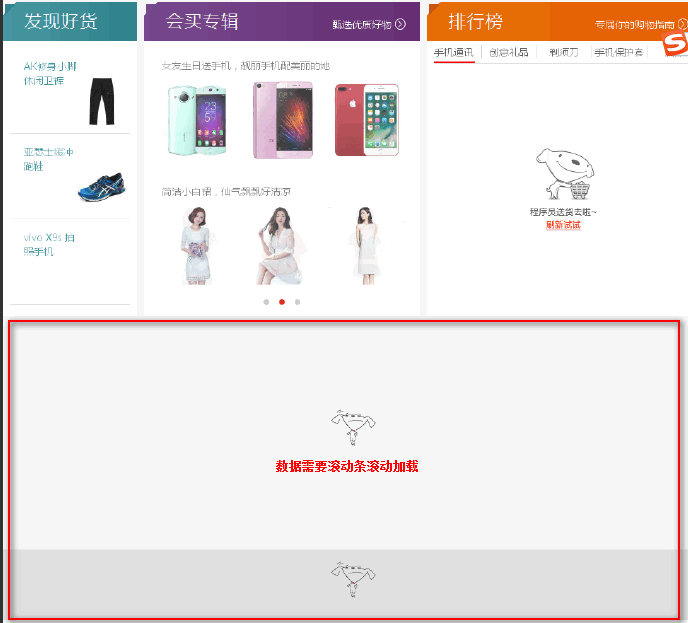 发现好货
会买专辑
甄选优质好物
排行榜
专属你的购物指南
手机通讯
创意礼品
剃须刀
手机保护套
AK修身小脚
休闲卫裤
亚瑟士缓冲
跑鞋
vivo X9s 拍
照手机
女友生日送手机，靓丽手机配美丽的她
简洁小白裙，仙气飘飘好清凉
程序员送货去啦~
刷新试试
数据需要滚动条滚动加载